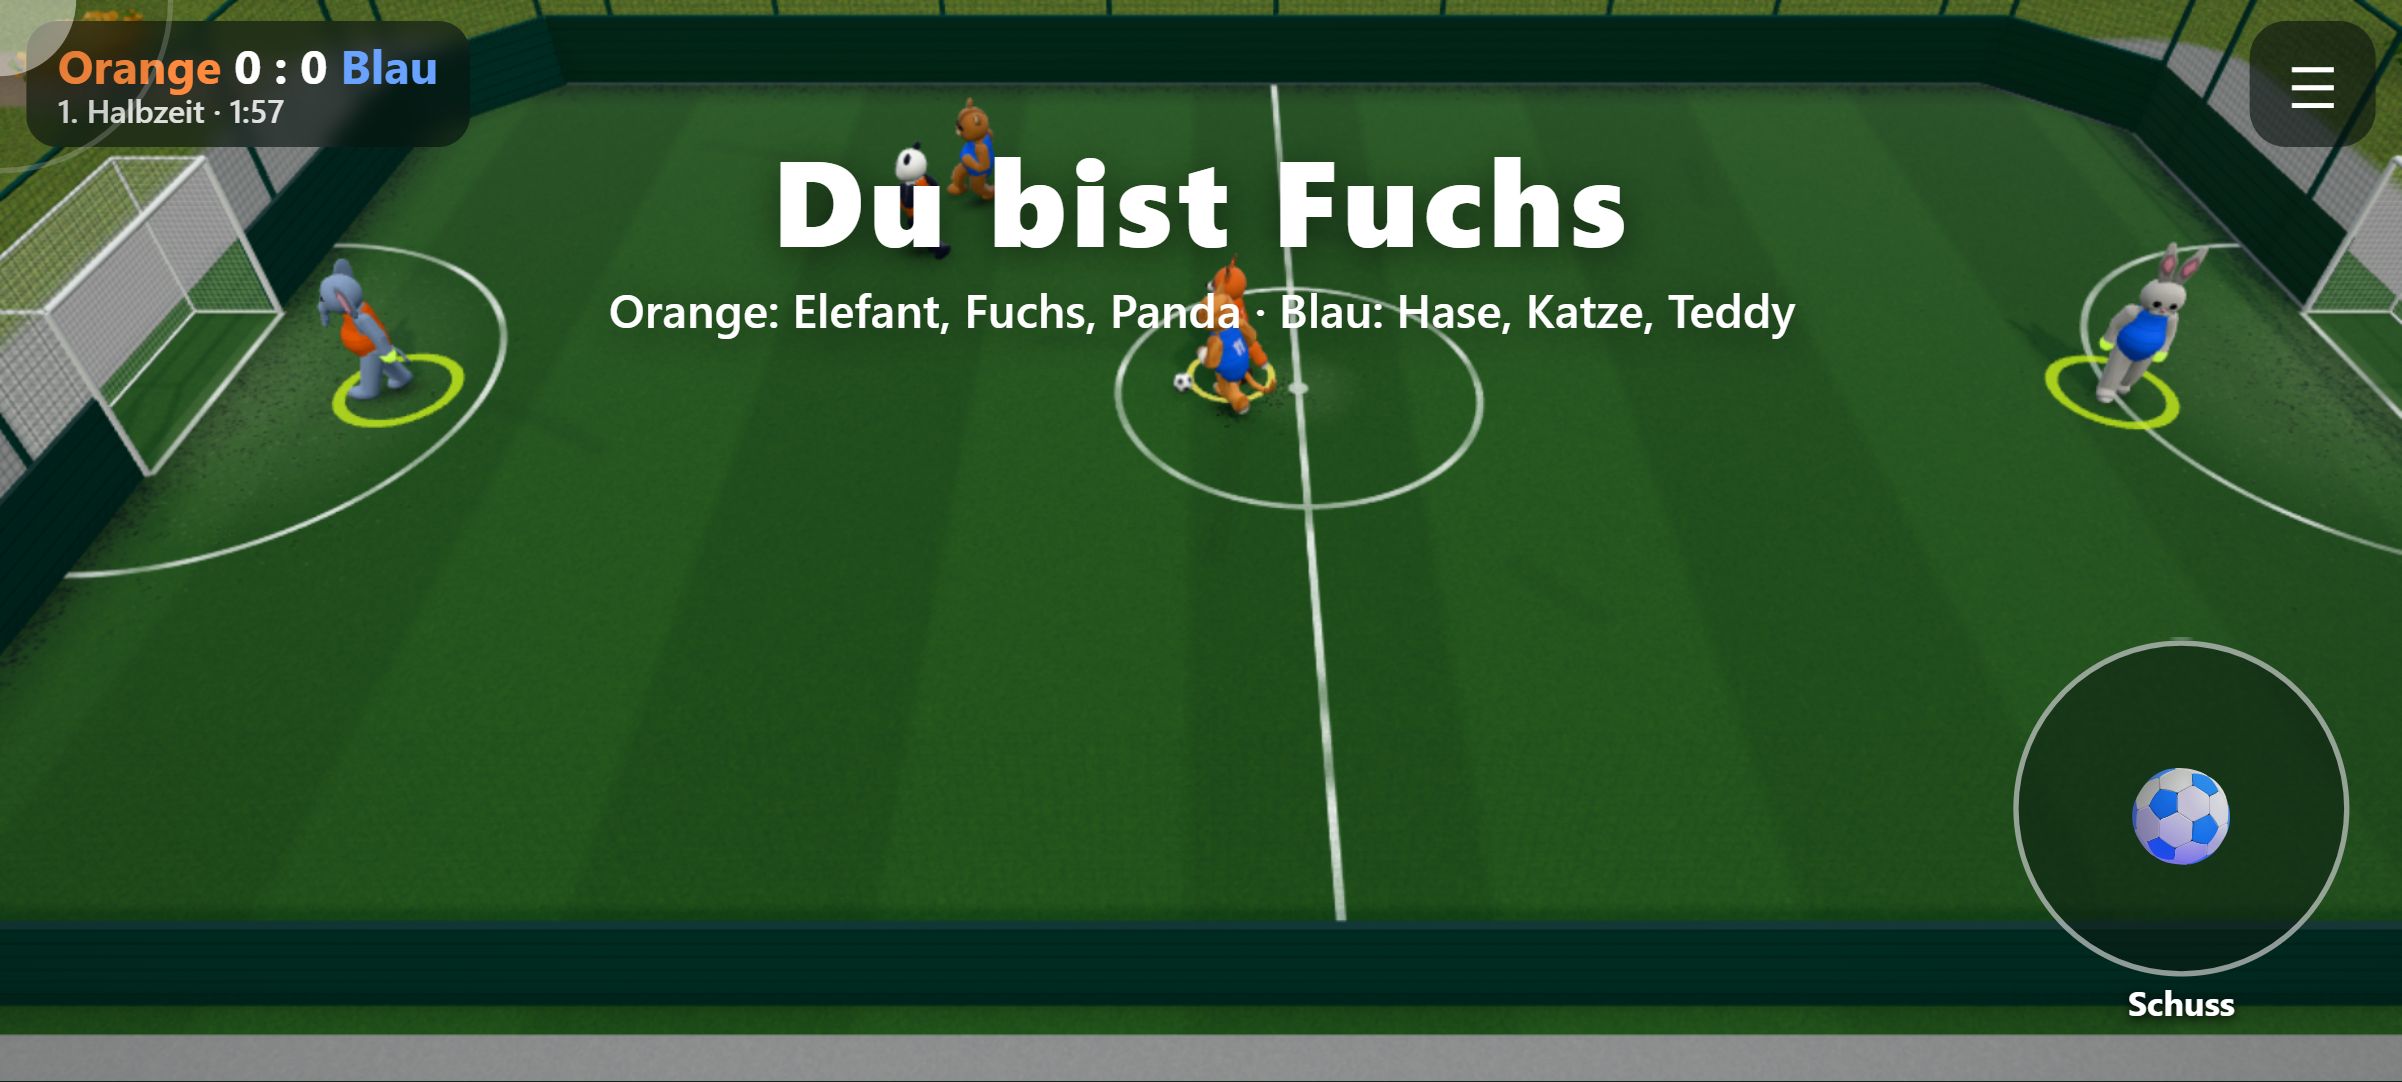 Orange 0 : 0 Blau
1. Halbzeit · 1:57
Du bist Fuchs
Orange: Elefant, Fuchs, Panda · Blau: Hase, Katze, Teddy
Schuss